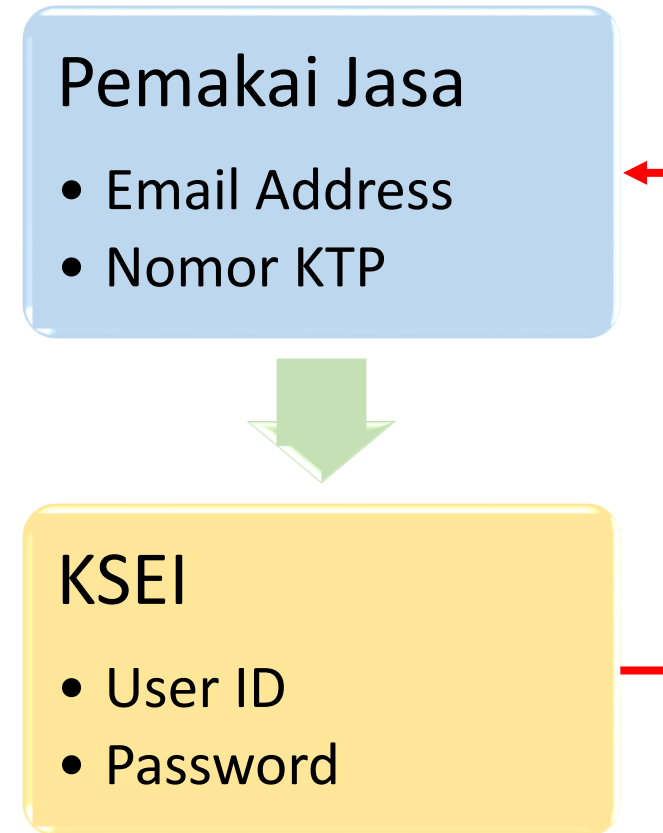 Pemakai Jasa
• Email Address
• Nomor KTP
KSEI
• User ID
• Password